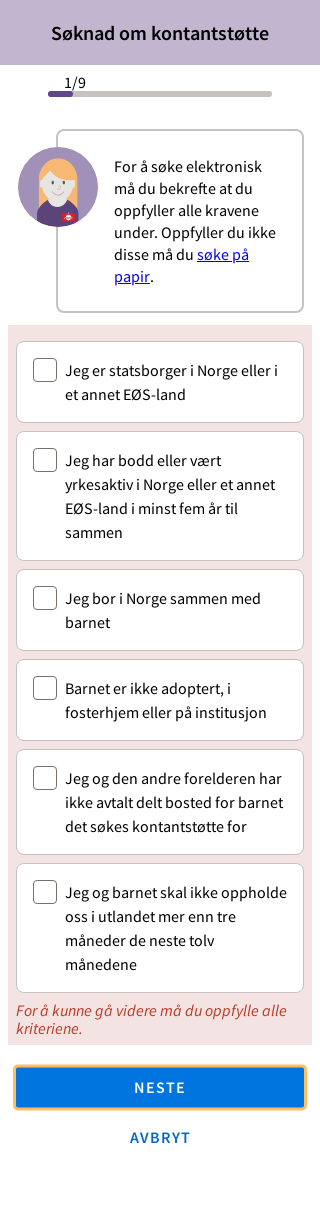 Søknad om kontantstøtte
1/9
For å søke elektronisk
må du bekrefte at du
oppfyller alle kravene
under. Oppfyller du ikke
disse må du søke på
papir.
Jeg er statsborger i Norge eller i
et annet EØS-land
Jeg har bodd eller vært
yrkesaktiv i Norge eller et annet
EØS-land i minst fem år til
sammen
Jeg bor i Norge sammen med
barnet
Barnet er ikke adoptert, i
fosterhjem eller på institusjon
Jeg og den andre forelderen har
ikke avtalt delt bosted for barnet
det søkes kontantstøtte for
Jeg og barnet skal ikke oppholde
oss i utlandet mer enn tre
måneder de neste tolv
månedene
For å kunne gå videre må du oppfylle alle
kriteriene.
NESTE
AVBRYT